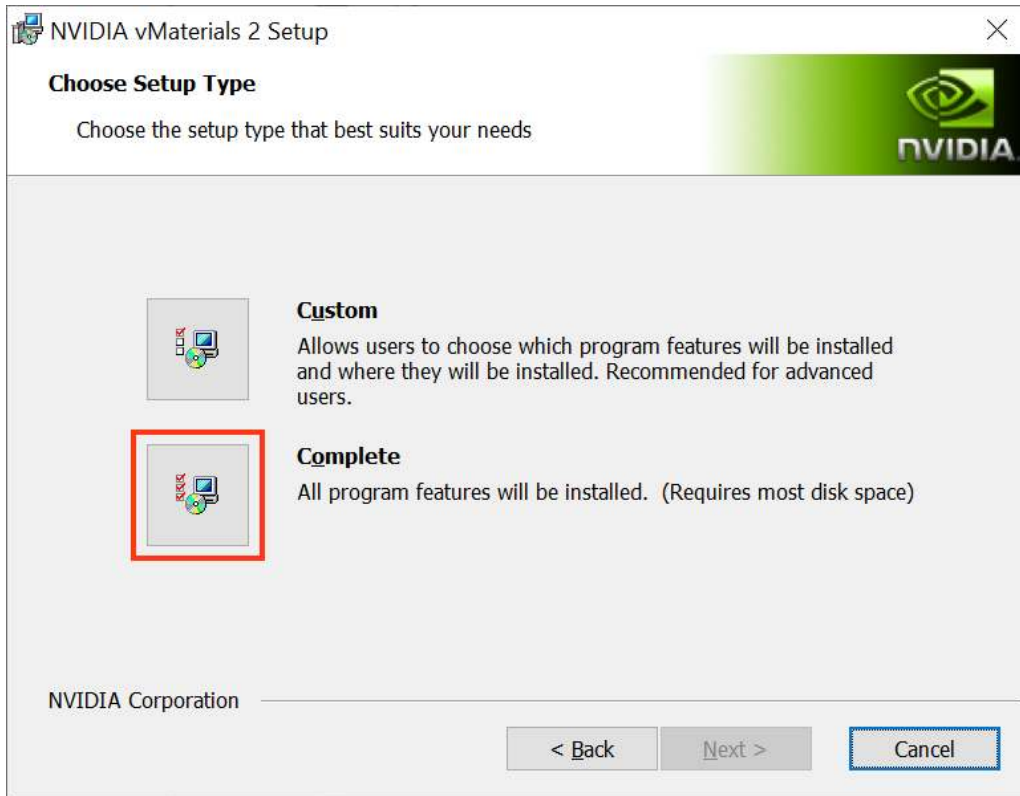 NVIDIA vMaterials 2 Setup
Choose Setup Type
Choose the setup type that best suits your needs
NVIDIA
Custom
Allows users to choose which program features will be installed
and where they will be installed. Recommended for advanced
users.
Complete
All program features will be installed.  (Requires most disk space)
NVIDIA Corporation
< Back
Next >
Cancel